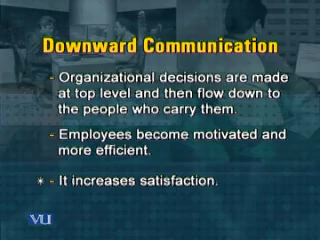 Downward Communication
- Organizational decisions are made
at top level and then flow down to
the people who carry them.
- Employees become motivated and
more efficient.
✴ - It increases satisfaction.
VU